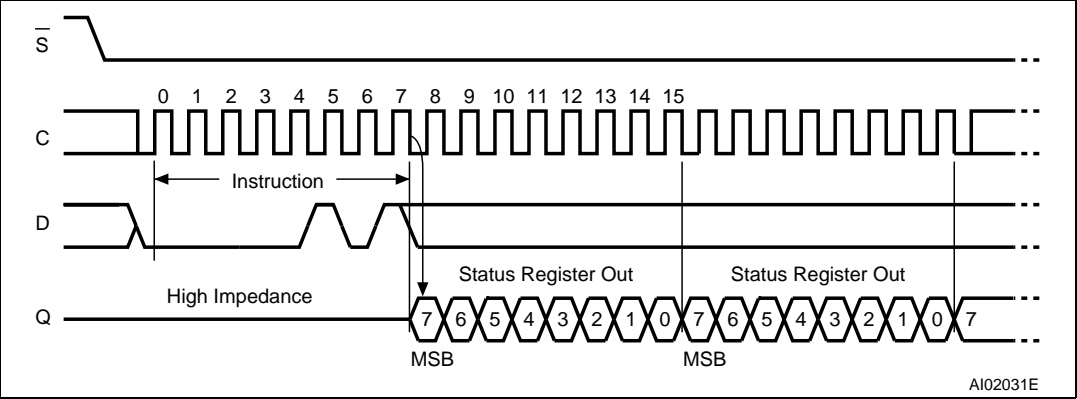 S
0 1 2 3 4 5 6 7 8 9 10 11 12 13 14 15
C
Instruction
D
Status Register Out Status Register Out
High Impedance
Q 7 6 5 4 3 2 1 0 7 6 5 4 3 2 1 0 7
MSB MSB
AI02031E